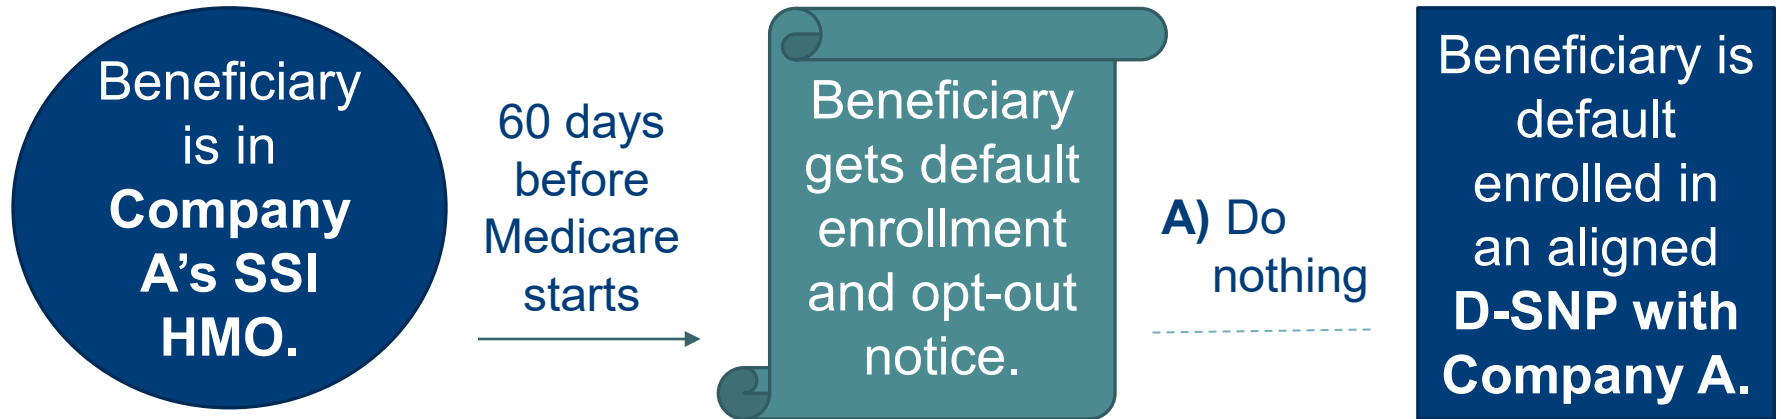 Beneficiary
is in
Company
A’s SSI
HMO.
60 days
before
Medicare
starts
Beneficiary
gets default
enrollment
and opt-out
notice.
A) Do
nothing
Beneficiary is
default
enrolled in
an aligned
D-SNP with
Company A.